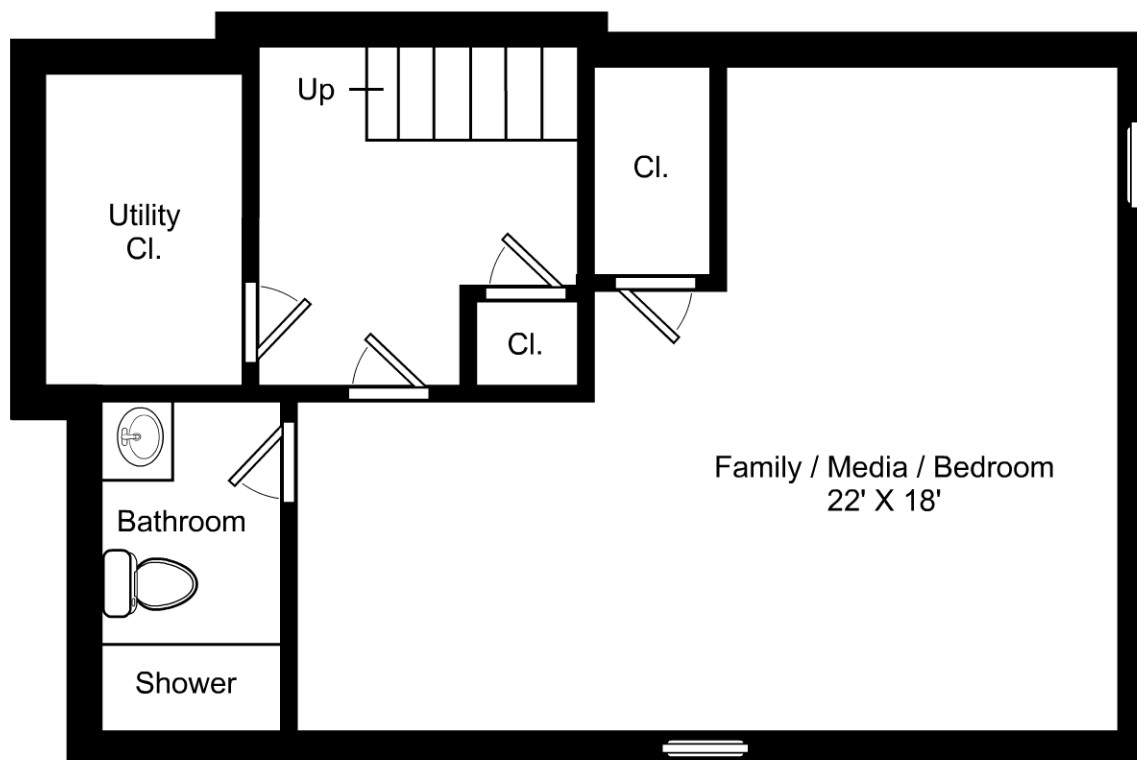 Up
Cl.
Utility
Cl.
Cl.
Family / Media / Bedroom
22' X 18'
Bathroom
Shower